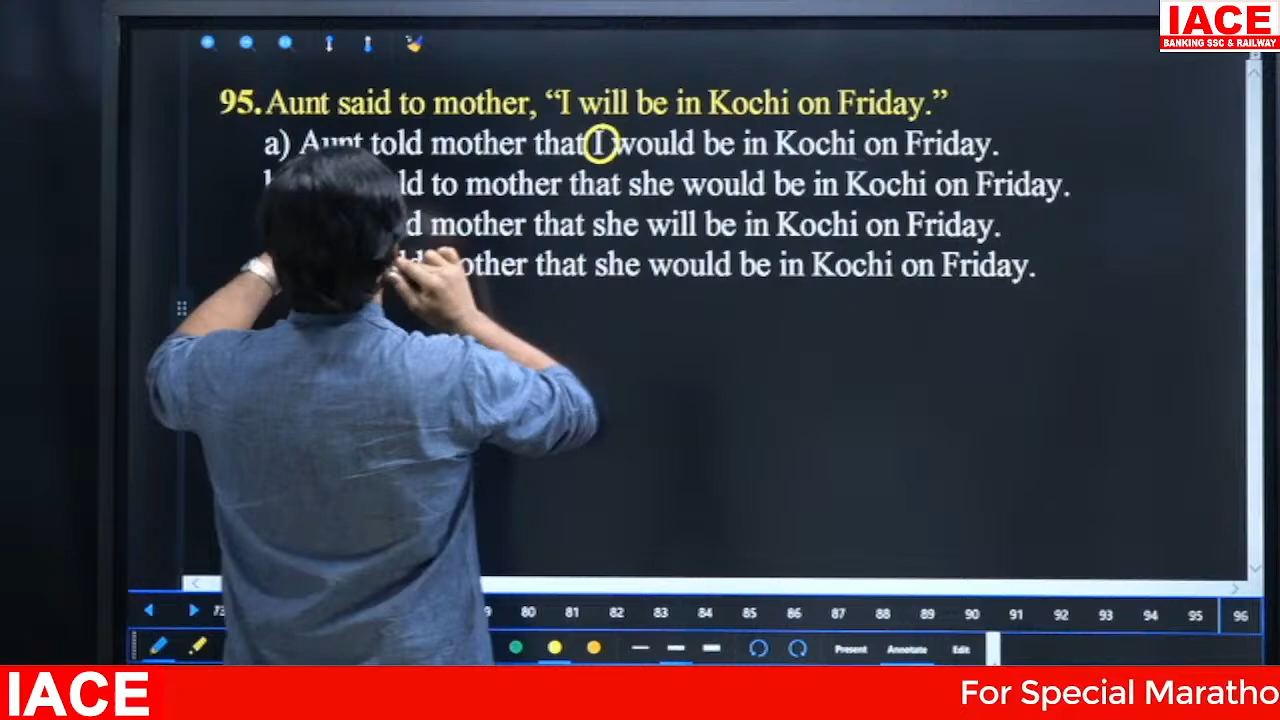 IACE
BANKING SSC & RAILWAY
95. Aunt said to mother, “I will be in Kochi on Friday.”
a) Aunt told mother that I would be in Kochi on Friday.
to mother that she would be in Kochi on Friday.
mother that she will be in Kochi on Friday.
mother that she would be in Kochi on Friday.
80 81 82 83 84 85 86 87 88 89 90 91 92 93 94 95 96
Present Annotate Edit
IACE
For Special Maratho